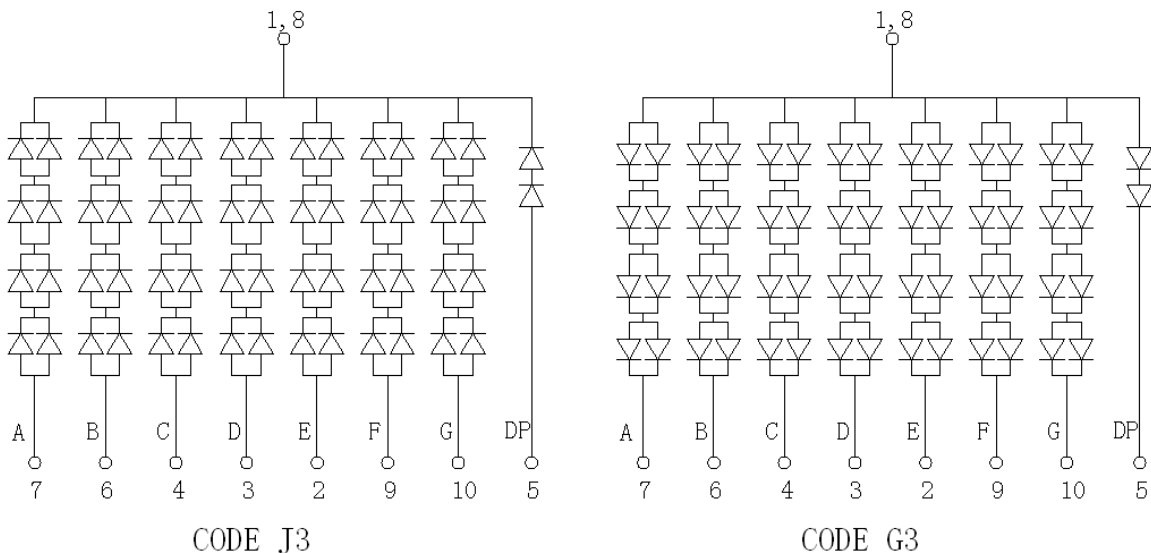 1,8 1,8
A B C D E F G DP A B C D E F G DP
7 6 4 3 2 9 10 5 7 6 4 3 2 9 10 5
CODE J3 CODE G3